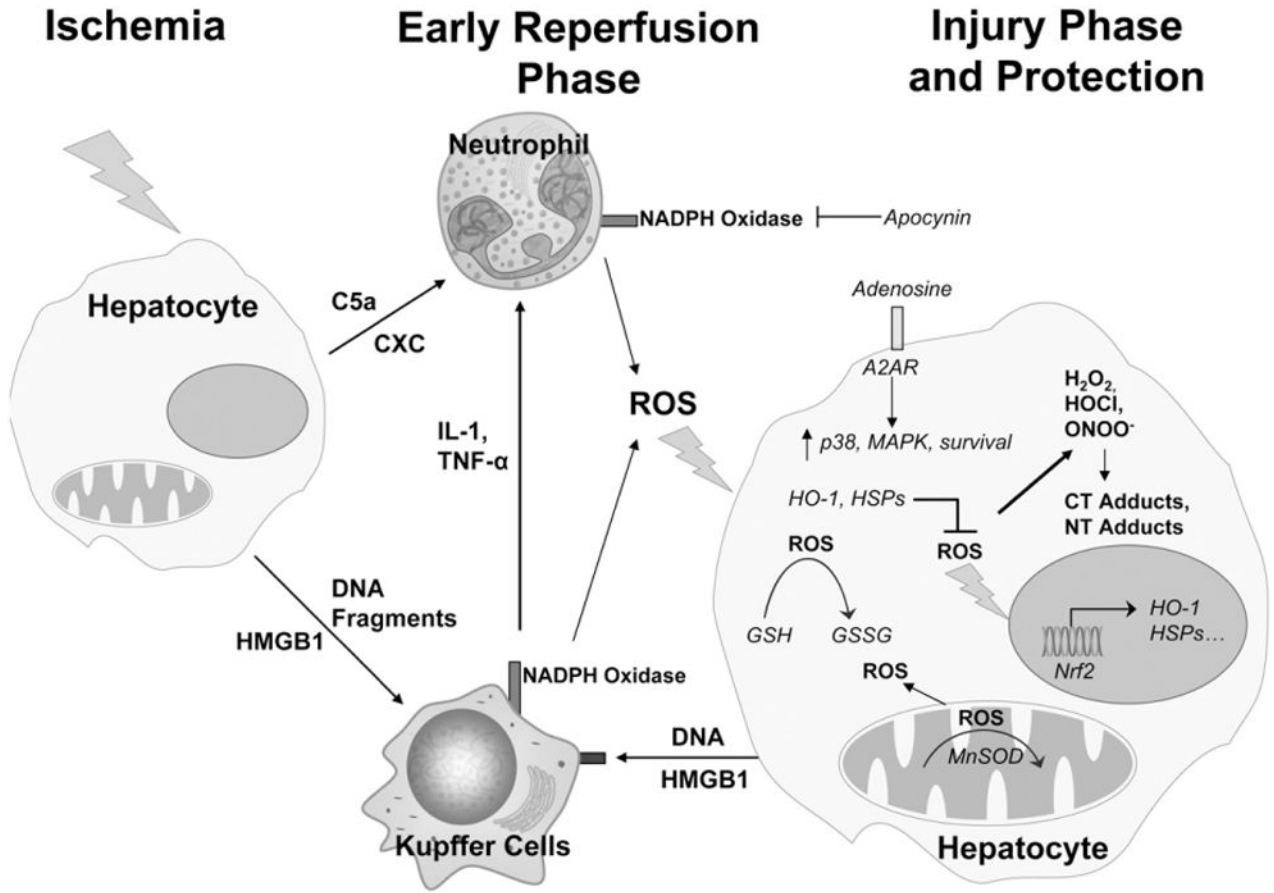 Ischemia
Early Reperfusion
Phase
Injury Phase
and Protection
Neutrophil
NADPH Oxidase
Apocynin
Hepatocyte
C5a
CXC
IL-1,
TNF-α
ROS
DNA
Fragments
HMGB1
NADPH Oxidase
Kupffer Cells
DNA
HMGB1
Adenosine
A2AR
p38, MAPK, survival
HO-1, HSPs
ROS
H₂O₂,
HOCl,
ONOO⁻
CT Adducts,
NT Adducts
ROS
GSH
GSSG
HO-1
HSPs...
Nrf2
ROS
ROS
MnSOD
Hepatocyte